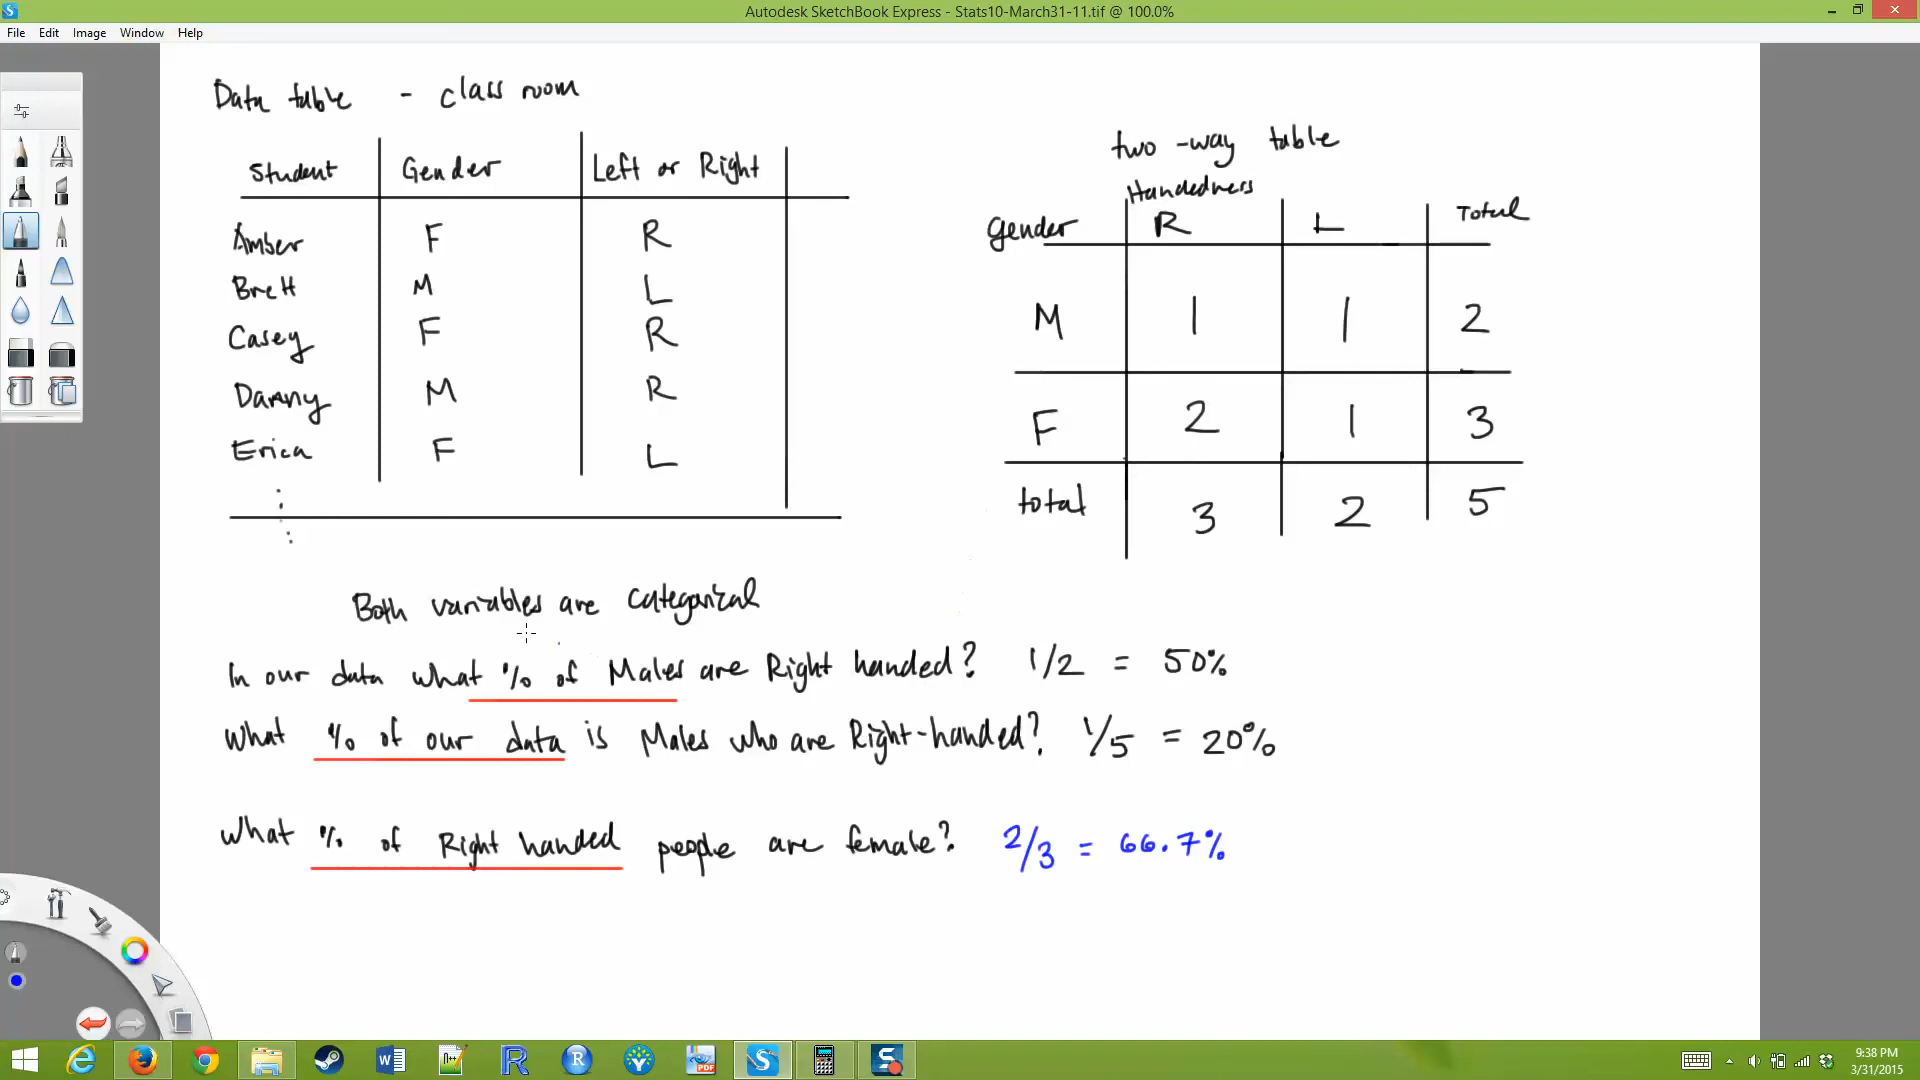 Autodesk SketchBook Express - Stats10-March31-11.tif @ 100.0%
File Edit Image Window Help
Data table - class room
Student Gender Left or Right
Amber F R
Brett M L
Casey F R
Danny M R
Erica F L
two-way table
Handedness
Gender R L Total
M 1 1 2
F 2 1 3
total 3 2 5
Both variables are categorical
In our data what % of Males are Right handed? 1/2 = 50%
What % of our data is Males who are Right-handed? 1/5 = 20%
What % of Right handed people are female? 2/3 = 66.7%
9:38 PM
3/31/2015